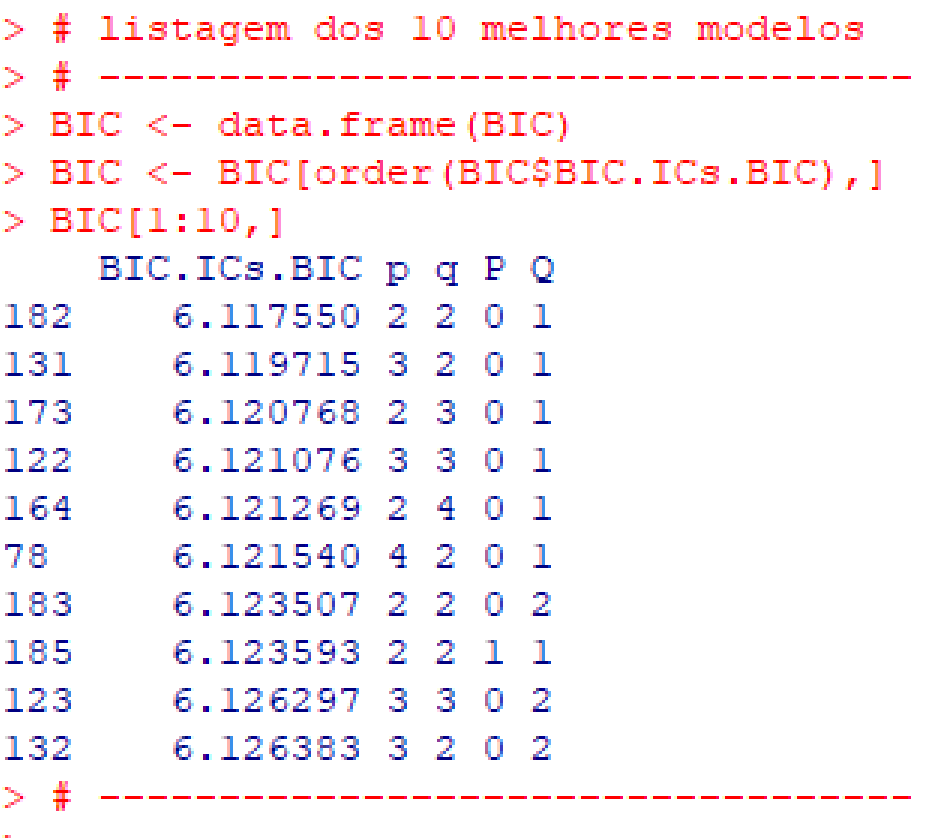 > # listagem dos 10 melhores modelos
> # ----------------------------------
> BIC <- data.frame(BIC)
> BIC <- BIC[order(BIC$BIC.ICs.BIC),]
> BIC[1:10,]
    BIC.ICs.BIC p q P Q
182    6.117550 2 2 0 1
131    6.119715 3 2 0 1
173    6.120768 2 3 0 1
122    6.121076 3 3 0 1
164    6.121269 2 4 0 1
78     6.121540 4 2 0 1
183    6.123507 2 2 0 2
185    6.123593 2 2 1 1
123    6.126297 3 3 0 2
132    6.126383 3 2 0 2
> # ----------------------------------